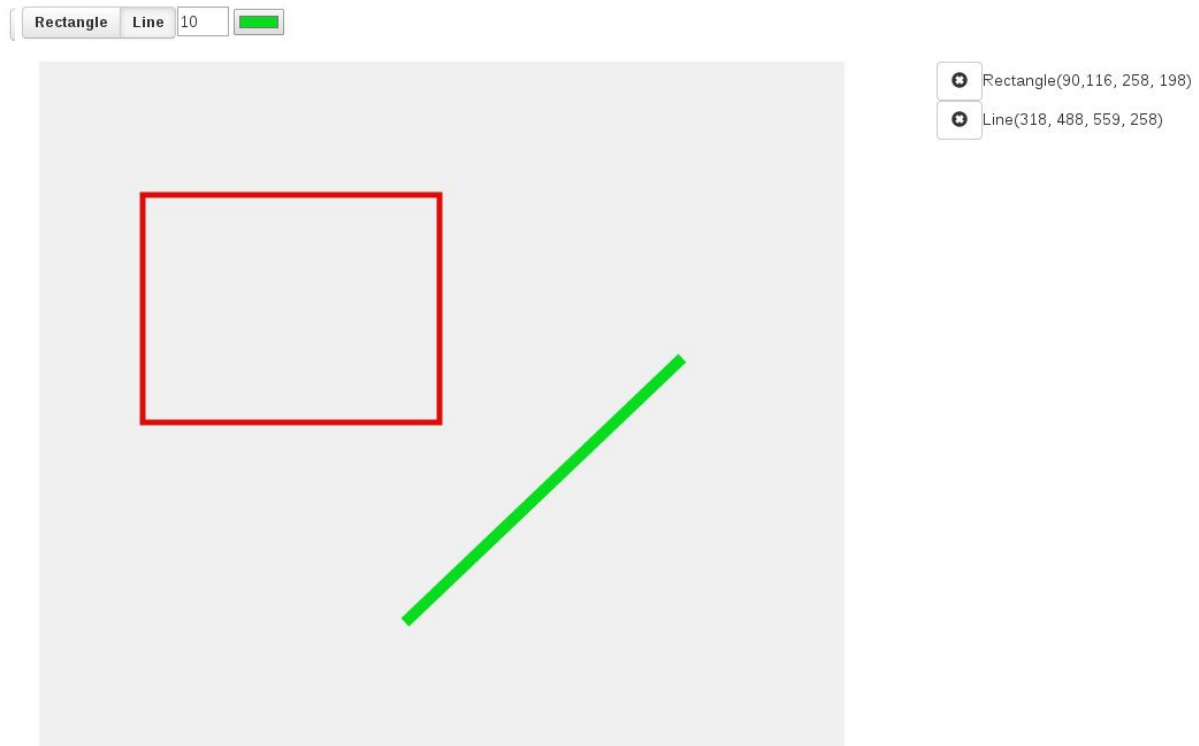 Rectangle Line 10
Rectangle(90,116, 258, 198)
Line(318, 488, 559, 258)